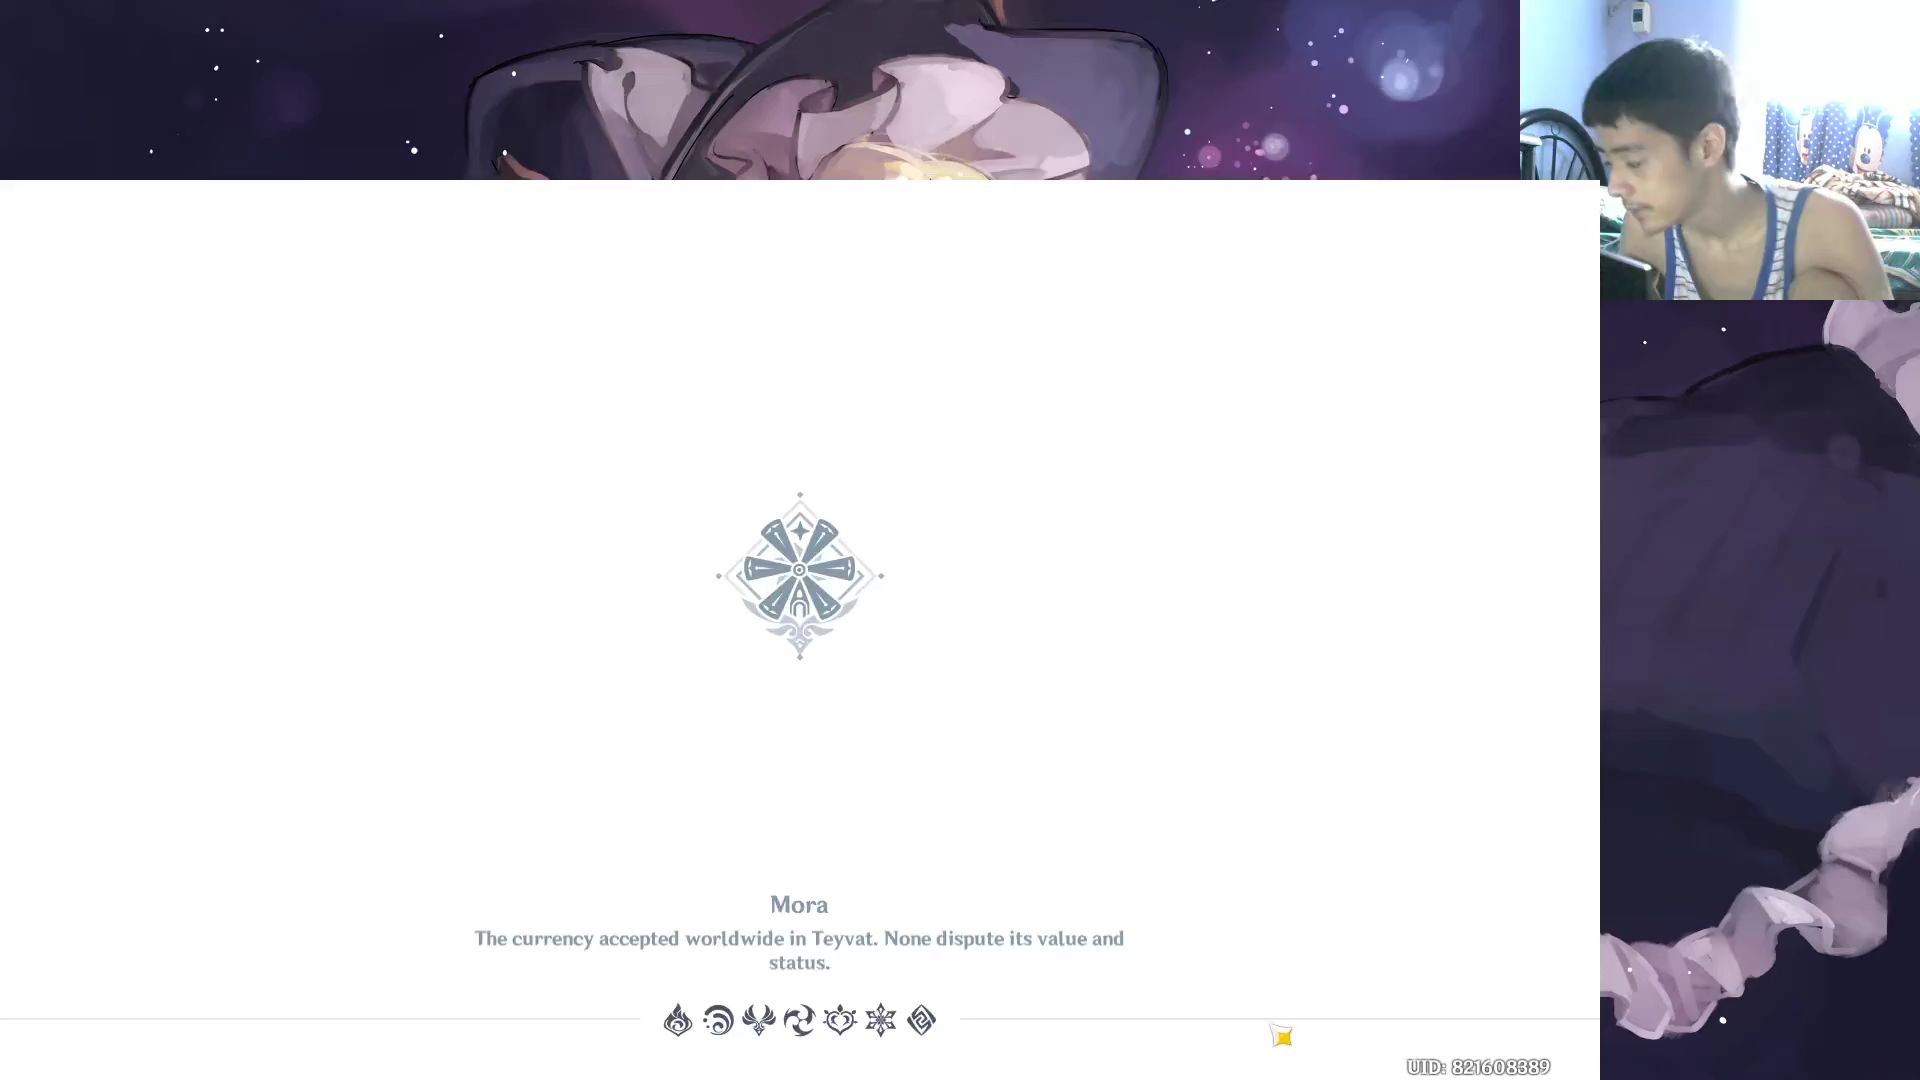 Mora
The currency accepted worldwide in Teyvat. None dispute its value and
status.
UID: 821608389